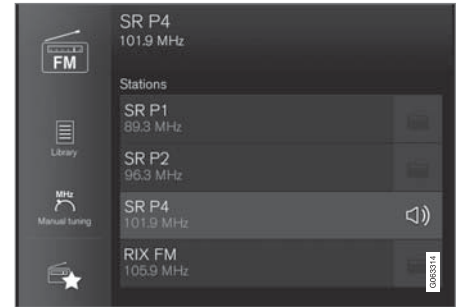 SR P4
101.9 MHz
FM
Stations
SR P1
89.3 MHz
Library
SR P2
96.3 MHz
MHz
Manual tuning
SR P4
101.9 MHz
RIX FM
105.9 MHz
G063314